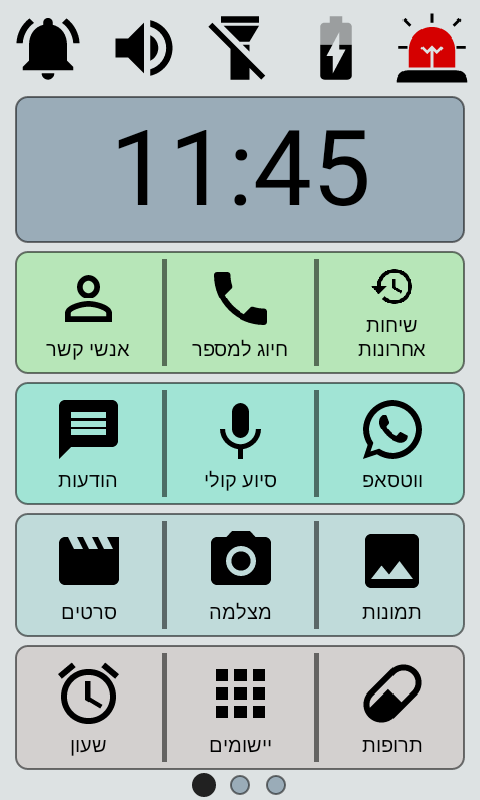 11:45
שיחות
אחרונות
חיוג למספר
אנשי קשר
ווטסאפ
סיוע קולי
הודעות
תמונות
מצלמה
סרטים
תרופות
יישומים
שעון